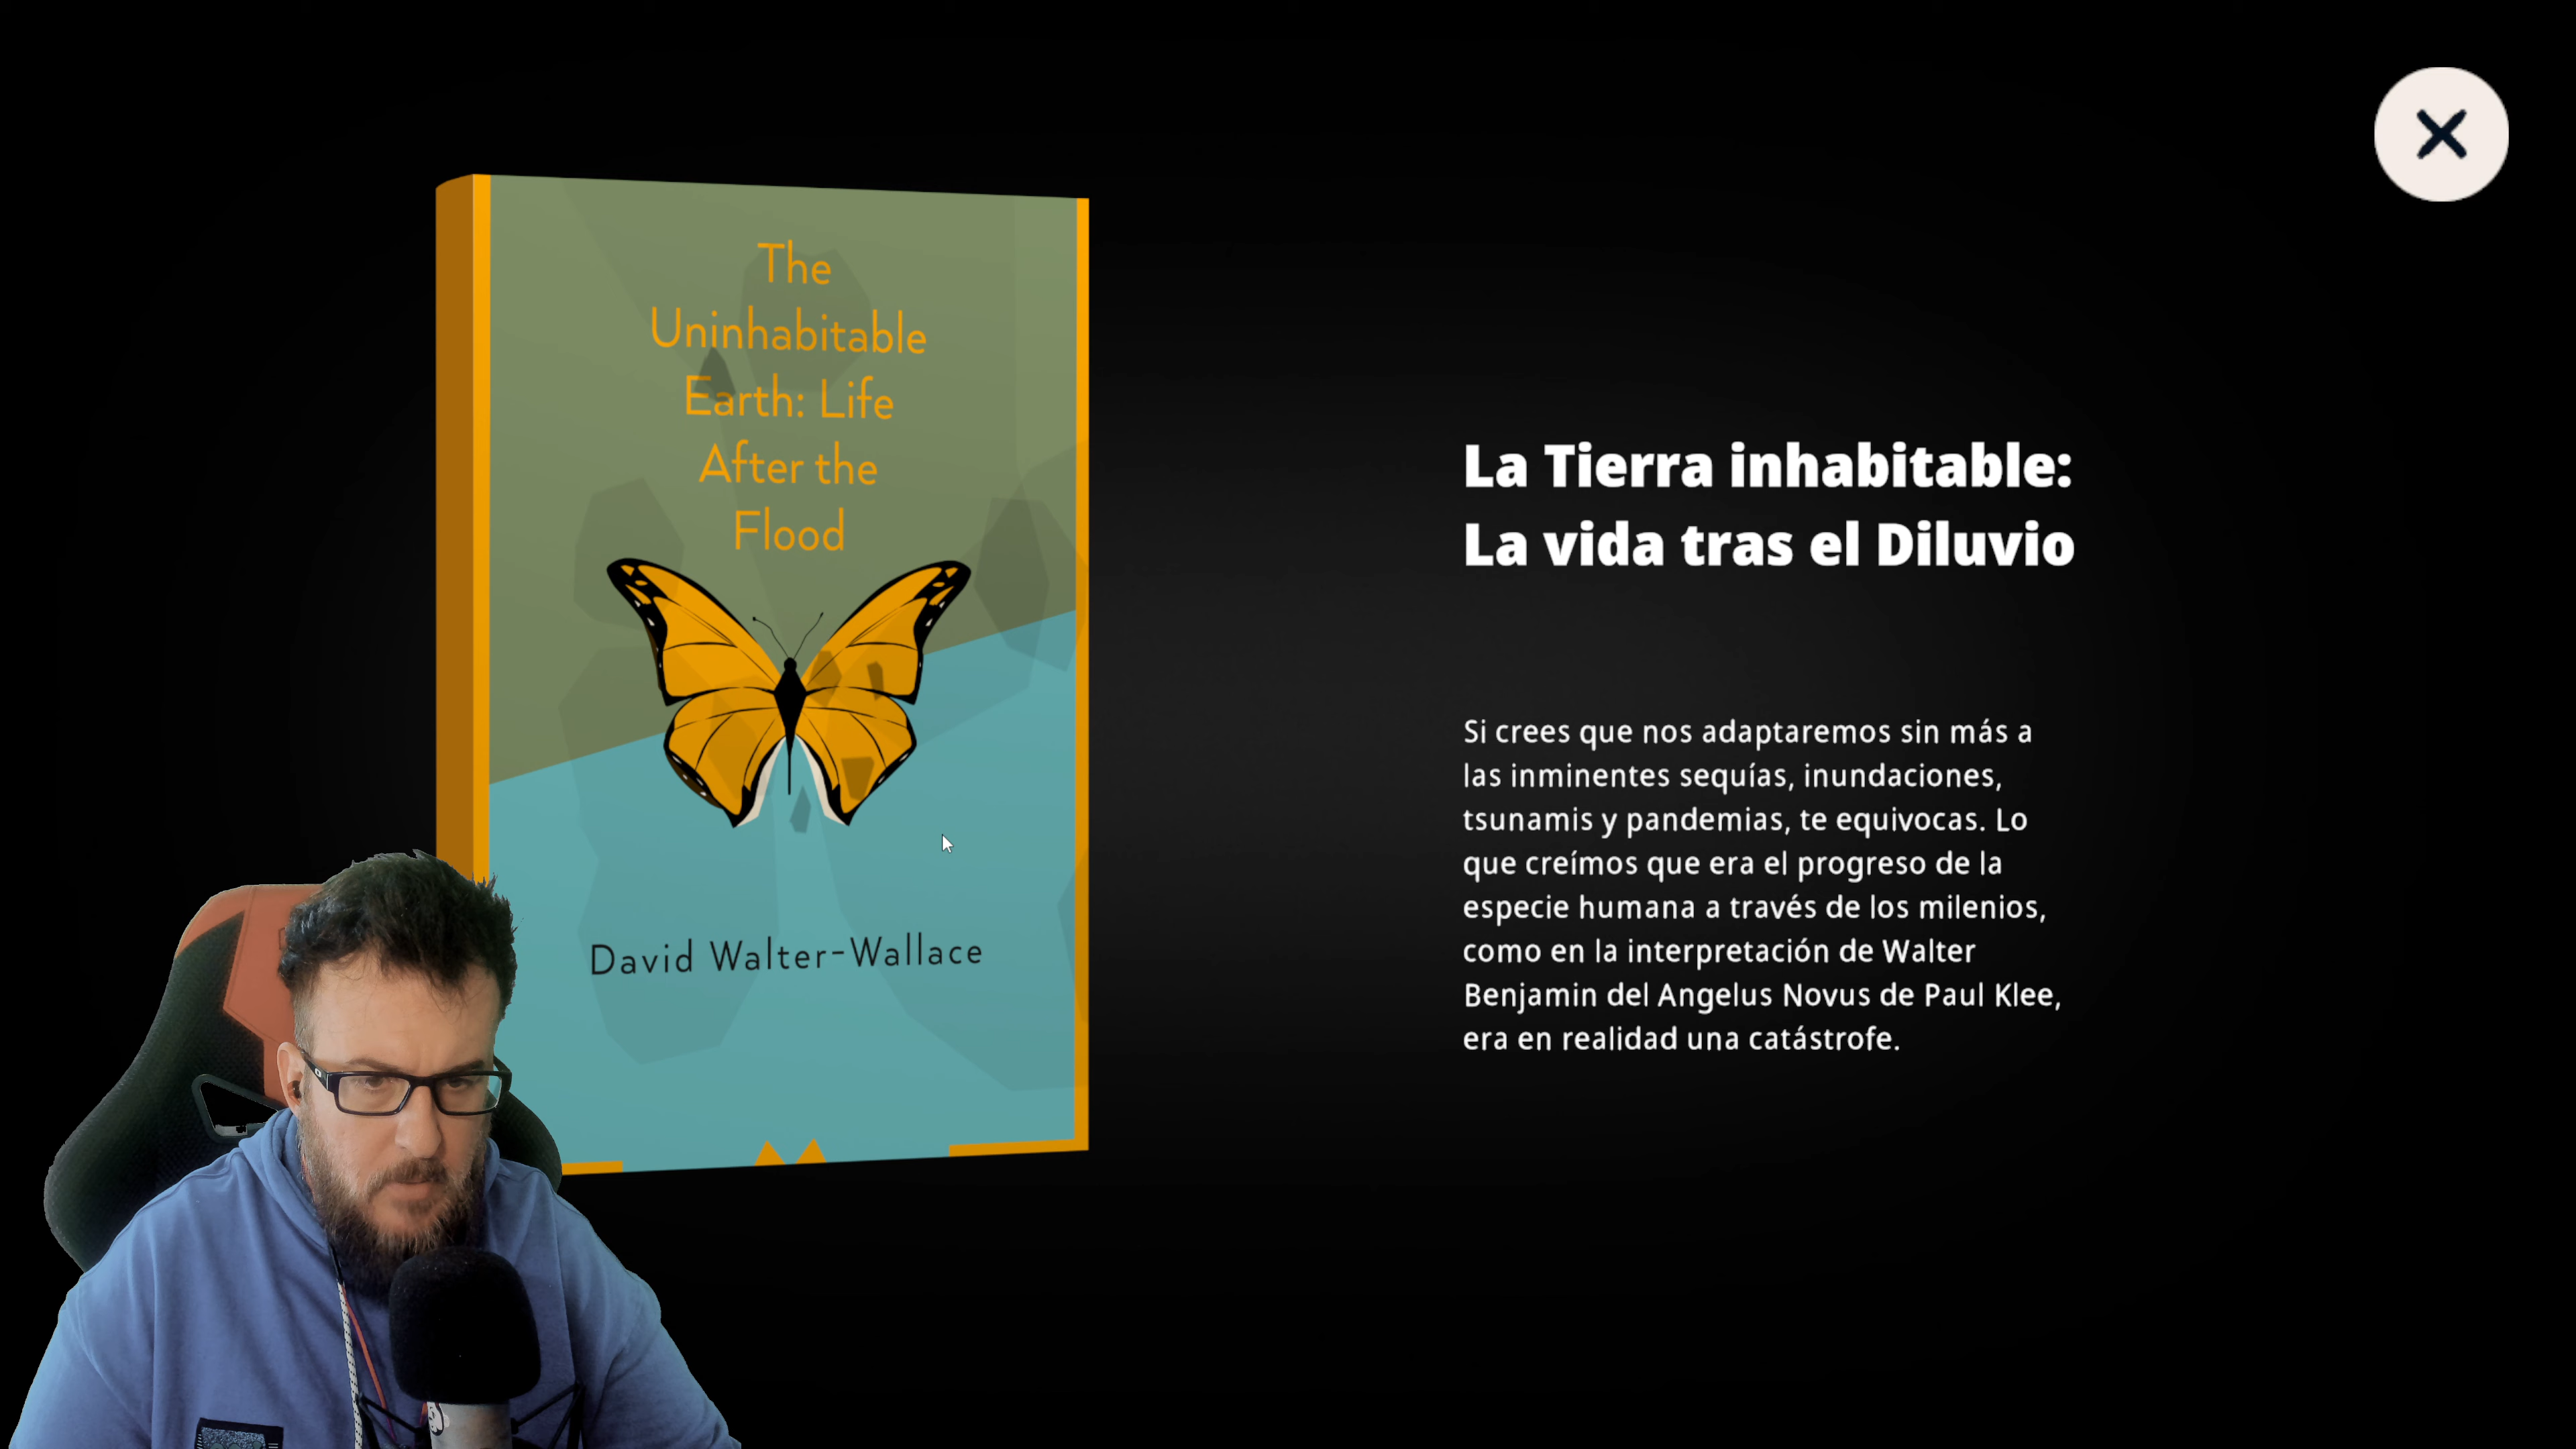 The
Uninhabitable
Earth: Life
After the
Flood
David Walter-Wallace
La Tierra inhabitable:
La vida tras el Diluvio
Si crees que nos adaptaremos sin más a
las inminentes sequías, inundaciones,
tsunamis y pandemias, te equivocas. Lo
que creímos que era el progreso de la
especie humana a través de los milenios,
como en la interpretación de Walter
Benjamin del Angelus Novus de Paul Klee,
era en realidad una catástrofe.